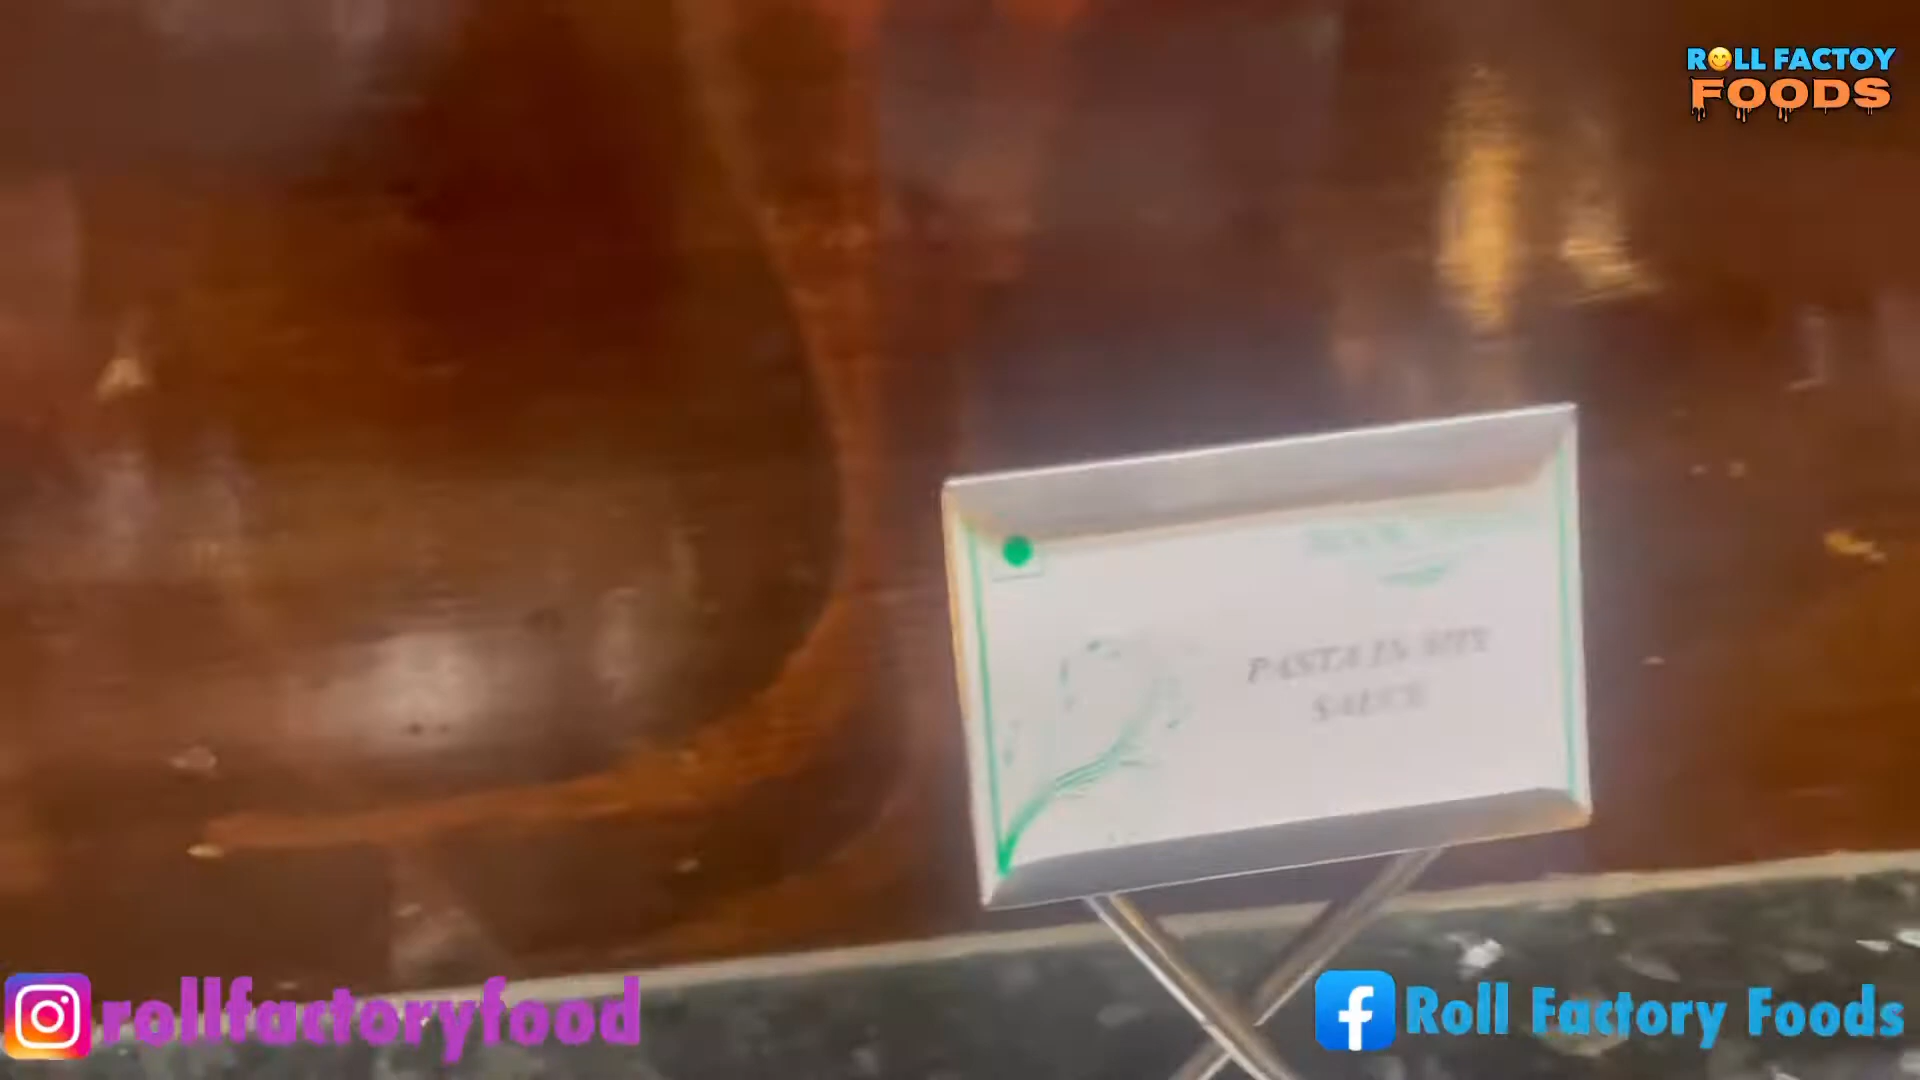 ROLL FACTOY
FOODS
PASTA IN
SAUCE
rollfactoryfood
Roll Factory Foods